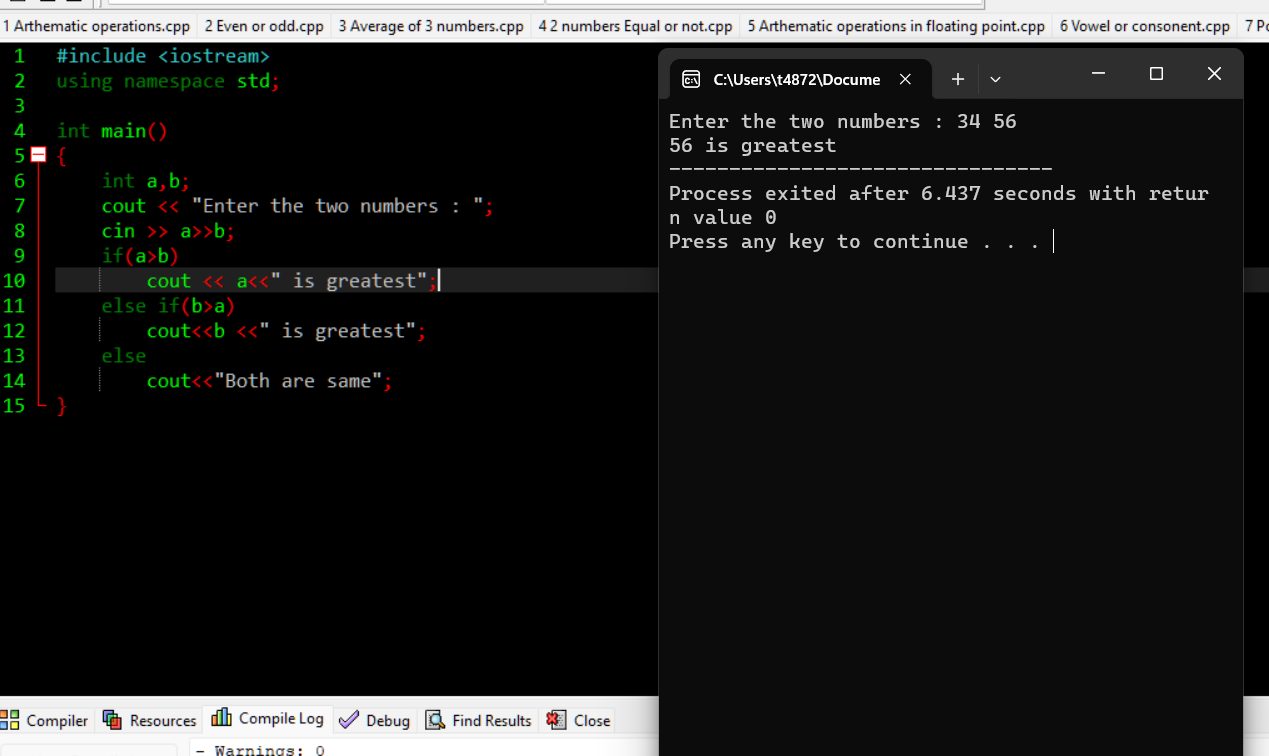 1 Arthematic operations.cpp 2 Even or odd.cpp 3 Average of 3 numbers.cpp 4 2 numbers Equal or not.cpp 5 Arthematic operations in floating point.cpp 6 Vowel or consonent.cpp
1 #include <iostream>
2 using namespace std;
3
4 int main()
5 {
6 int a,b;
7 cout << "Enter the two numbers : ";
8 cin >> a>>b;
9 if(a>b)
10 cout << a<<" is greatest";
11 else if(b>a)
12 cout<<b <<" is greatest";
13 else
14 cout<<"Both are same";
15 }
C:\Users\t4872\Docume
Enter the two numbers : 34 56
56 is greatest
--------------------------------
Process exited after 6.437 seconds with retur
n value 0
Press any key to continue . . .
Compiler Resources Compile Log Debug Find Results Close
- Warnings: 0